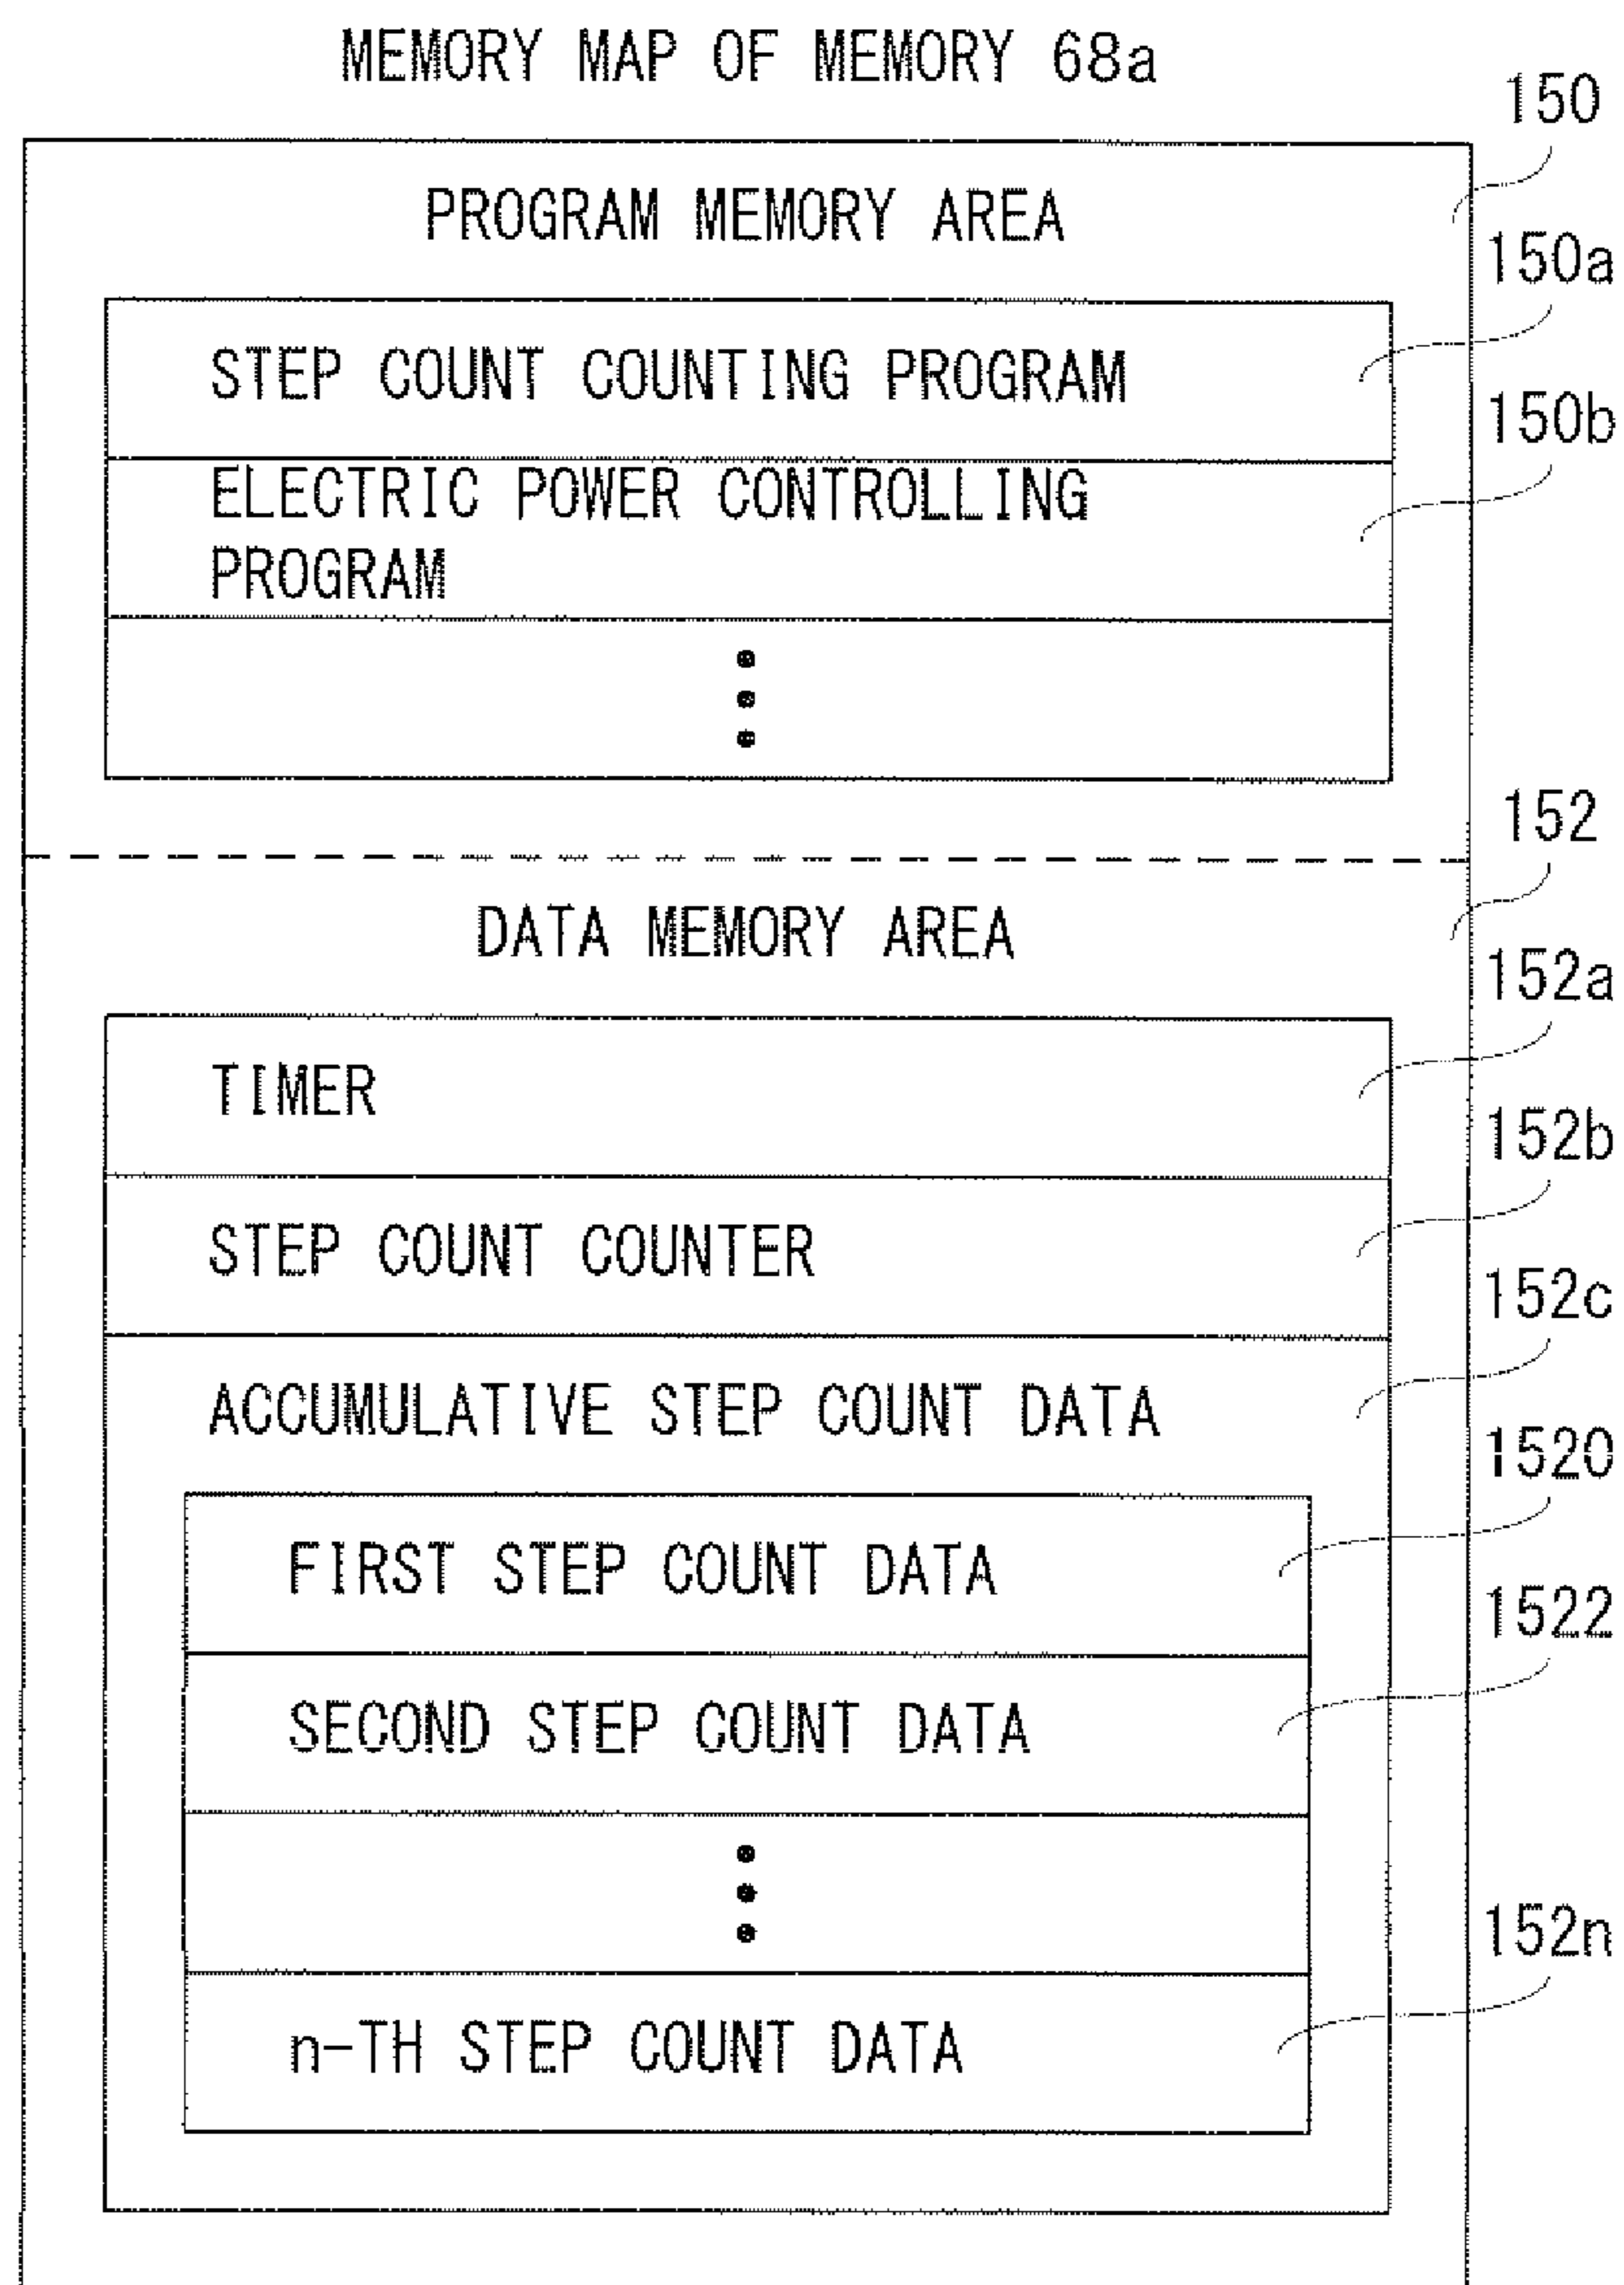 MEMORY MAP OF MEMORY 68a
150
PROGRAM MEMORY AREA
150a
STEP COUNT COUNTING PROGRAM
150b
ELECTRIC POWER CONTROLLING
PROGRAM
152
DATA MEMORY AREA
152a
TIMER
152b
STEP COUNT COUNTER
152c
ACCUMULATIVE STEP COUNT DATA
1520
FIRST STEP COUNT DATA
1522
SECOND STEP COUNT DATA
152n
n-TH STEP COUNT DATA